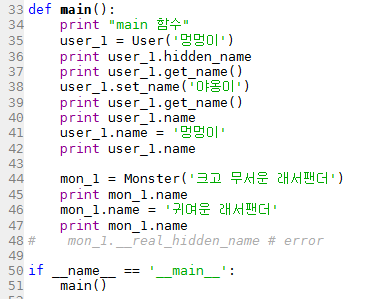 33 def main():
34     print "main 함수"
35     user_1 = User('멍멍이')
36     print user_1.hidden_name
37     print user_1.get_name()
38     user_1.set_name('야옹이')
39     print user_1.get_name()
40     print user_1.name
41     user_1.name = '멍멍이'
42     print user_1.name
43
44     mon_1 = Monster('크고 무서운 래서팬더')
45     print mon_1.name
46     mon_1.name = '귀여운 래서팬더'
47     print mon_1.name
48 #    mon_1.__real_hidden_name # error
49
50 if __name__ == '__main__':
51     main()